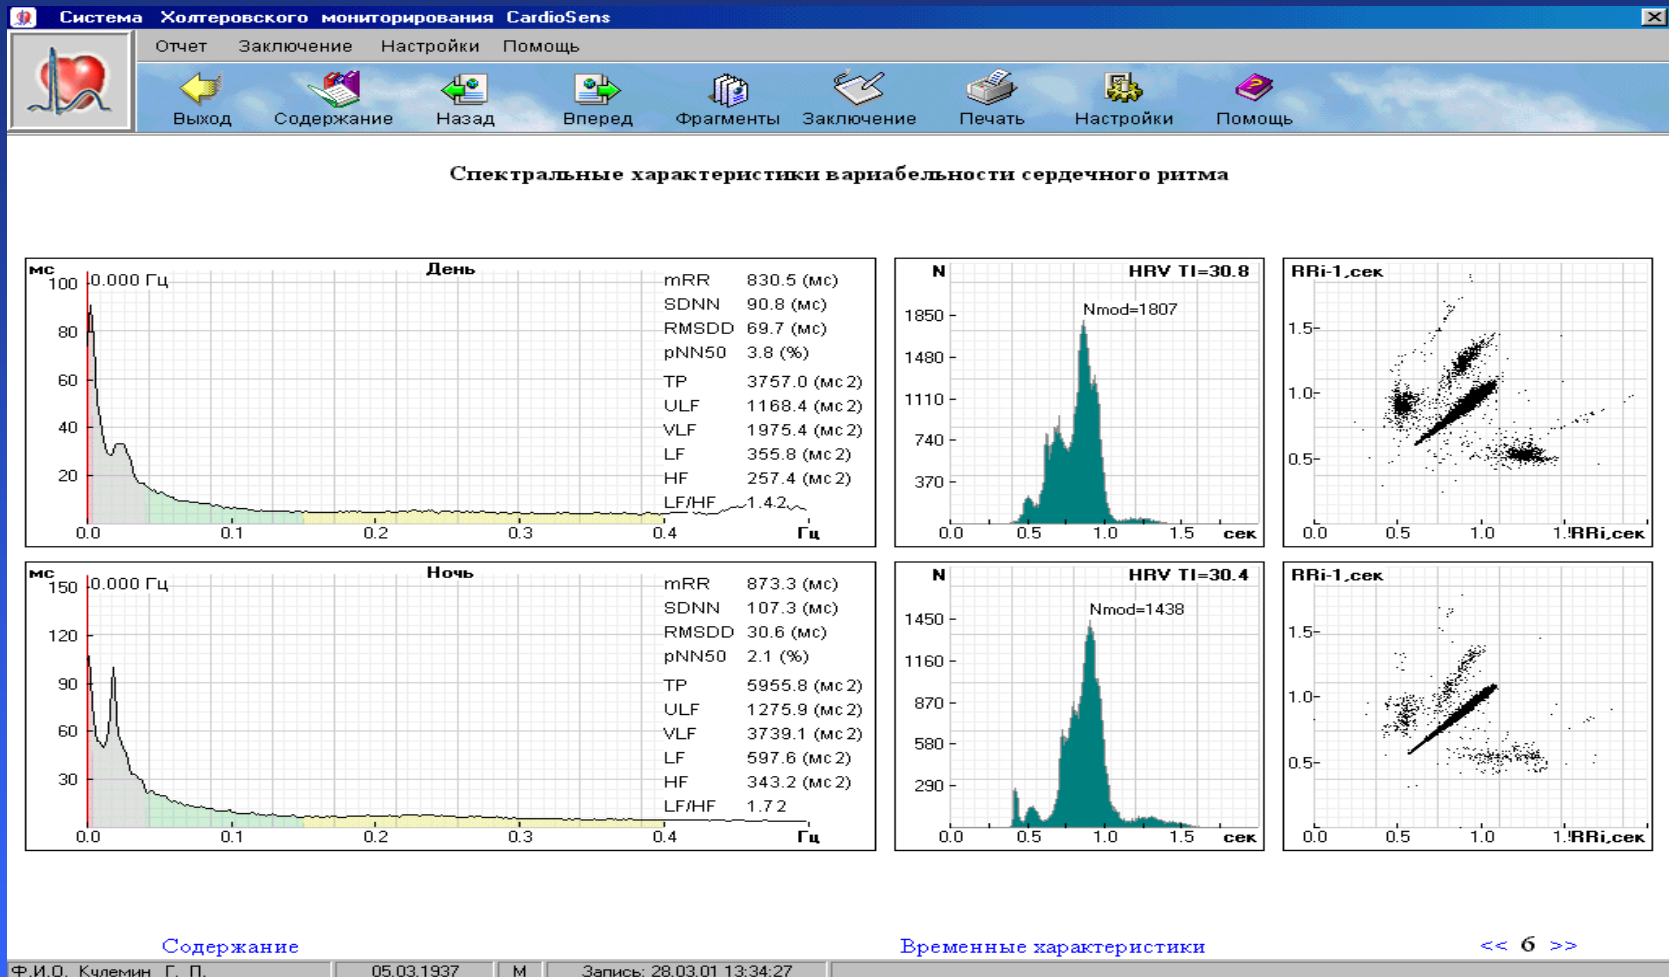 Система Холтеровского мониторирования CardioSens
Отчет Заключение Настройки Помощь
Выход Содержание Назад Вперед Фрагменты Заключение Печать Настройки Помощь
Спектральные характеристики вариабельности сердечного ритма
мс 0.000 Гц День
100
80
60
40
20
0.0 0.1 0.2 0.3 0.4 Гц
mRR 830.5 (мс)
SDNN 90.8 (мс)
RMSDD 69.7 (мс)
pNN50 3.8 (%)
TP 3757.0 (мс2)
ULF 1168.4 (мс2)
VLF 1975.4 (мс2)
LF 355.8 (мс2)
HF 257.4 (мс2)
LF/HF 1.42
N HRV TI=30.8
Nmod=1807
1850
1480
1110
740
370
0.0 0.5 1.0 1.5 сек
RRi-1,сек
1.5
1.0
0.5
0.0 0.5 1.0 1. RRi,сек
мс 0.000 Гц Ночь
150
120
90
60
30
0.0 0.1 0.2 0.3 0.4 Гц
mRR 873.3 (мс)
SDNN 107.3 (мс)
RMSDD 30.6 (мс)
pNN50 2.1 (%)
TP 5955.8 (мс2)
ULF 1275.9 (мс2)
VLF 3739.1 (мс2)
LF 597.6 (мс2)
HF 343.2 (мс2)
LF/HF 1.72
N HRV TI=30.4
Nmod=1438
1450
1160
870
580
290
0.0 0.5 1.0 1.5 сек
RRi-1,сек
1.5
1.0
0.5
0.0 0.5 1.0 1. RRi,сек
Содержание Временные характеристики << 6 >>
Ф.И.О. Кулемин Г. П. 05.03.1937 М Запись: 28.03.01 13:34:27